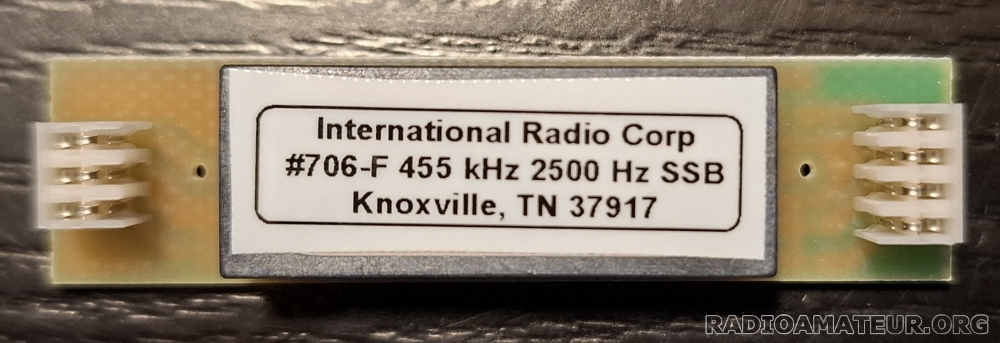 International Radio Corp
#706-F 455 kHz 2500 Hz SSB
Knoxville, TN 37917
RADIOAMATEUR.ORG